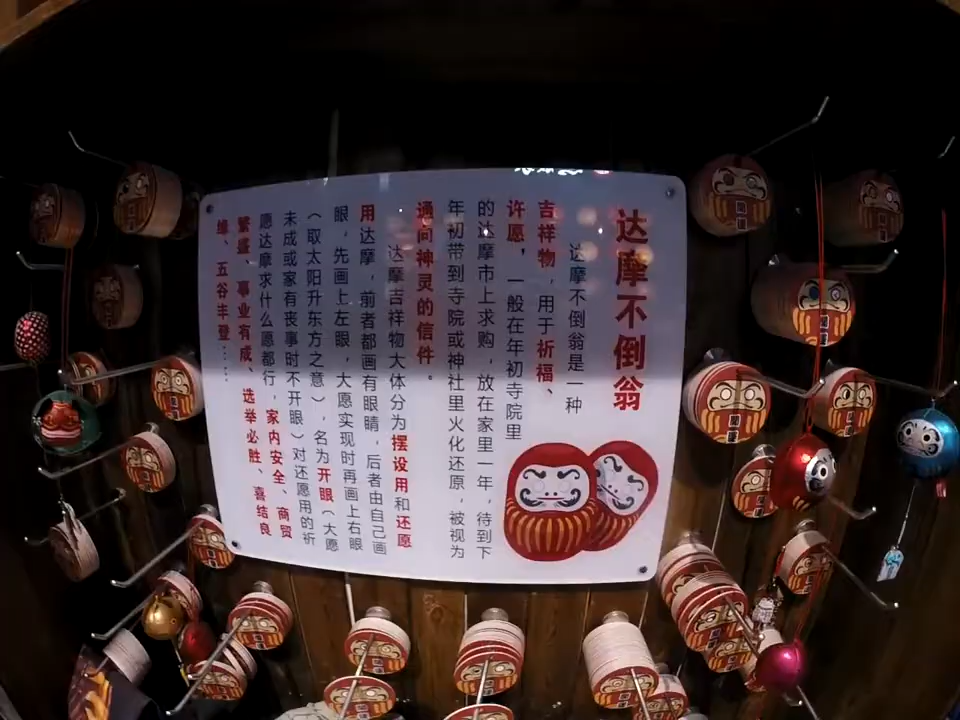 达摩不倒翁
达摩不倒翁是一种
吉祥物,用于祈福、
许愿,一般在年初寺院里
的达摩市上求购,放在家里一年,待到下
年初带到寺院或神社里火化还原,被视为
通向神灵的信件。
达摩吉祥物大体分为摆设用和还愿
用达摩,前者都画有眼睛,后者由自己画
眼,先画上左眼,大愿实现时再画上右眼
(取太阳升东方之意),名为开眼(大愿
未成或家有丧事时不开眼)对还愿用的祈
愿达摩求什么愿都行,家内安全、商贸
繁盛、事业有成、选举必胜、喜结良
缘、五谷丰登……